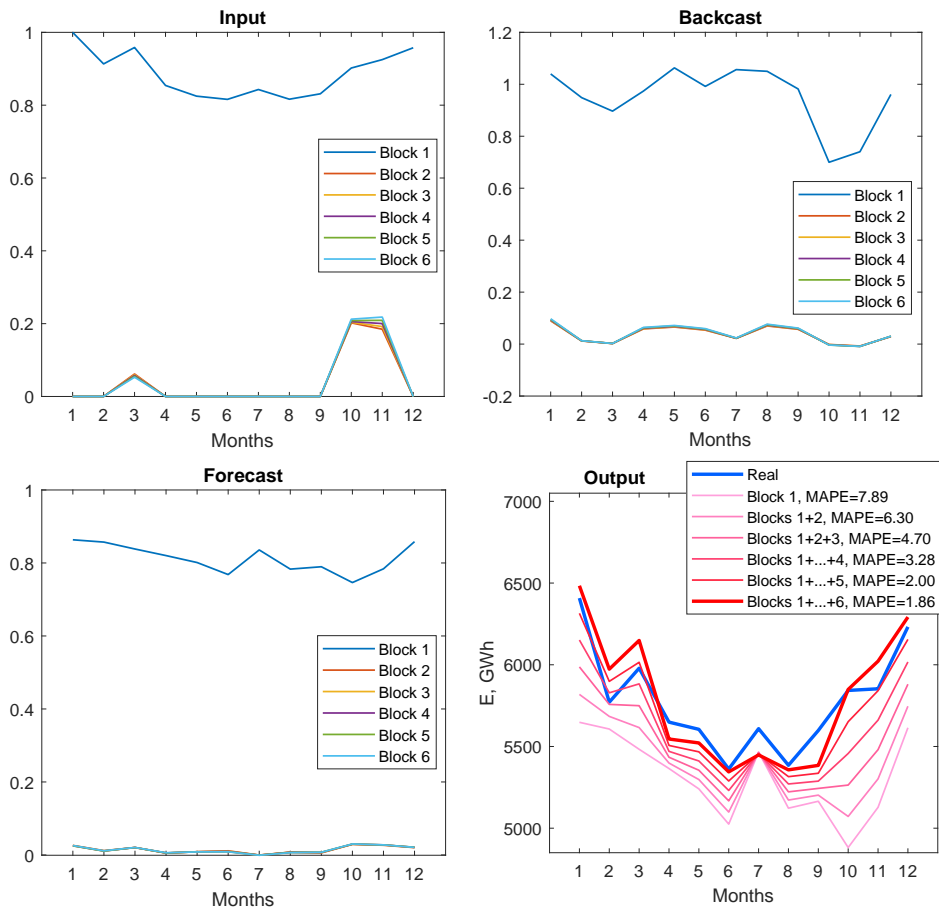 Input
1
0.8
0.6
0.4
0.2
0
1 2 3 4 5 6 7 8 9 10 11 12
Months
Block 1
Block 2
Block 3
Block 4
Block 5
Block 6
Backcast
1.2
1
0.8
0.6
0.4
0.2
0
-0.2
1 2 3 4 5 6 7 8 9 10 11 12
Months
Block 1
Block 2
Block 3
Block 4
Block 5
Block 6
Forecast
1
0.8
0.6
0.4
0.2
0
1 2 3 4 5 6 7 8 9 10 11 12
Months
Block 1
Block 2
Block 3
Block 4
Block 5
Block 6
Output
Real
Block 1, MAPE=7.89
Blocks 1+2, MAPE=6.30
Blocks 1+2+3, MAPE=4.70
Blocks 1+...+4, MAPE=3.28
Blocks 1+...+5, MAPE=2.00
Blocks 1+...+6, MAPE=1.86
7000
6500
6000
5500
5000
E, GWh
1 2 3 4 5 6 7 8 9 10 11 12
Months